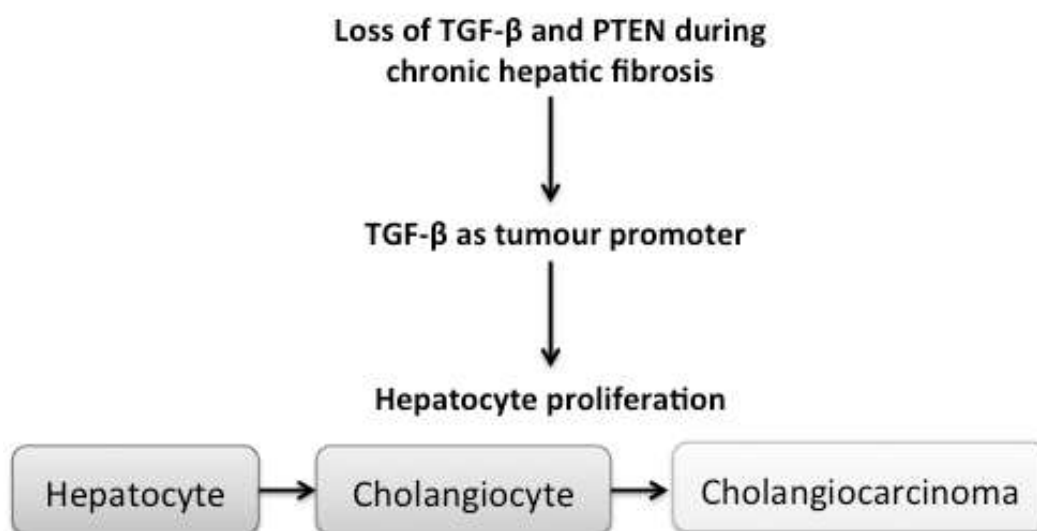 Loss of TGF-β and PTEN during
chronic hepatic fibrosis
TGF-β as tumour promoter
Hepatocyte proliferation
Hepatocyte
Cholangiocyte
Cholangiocarcinoma